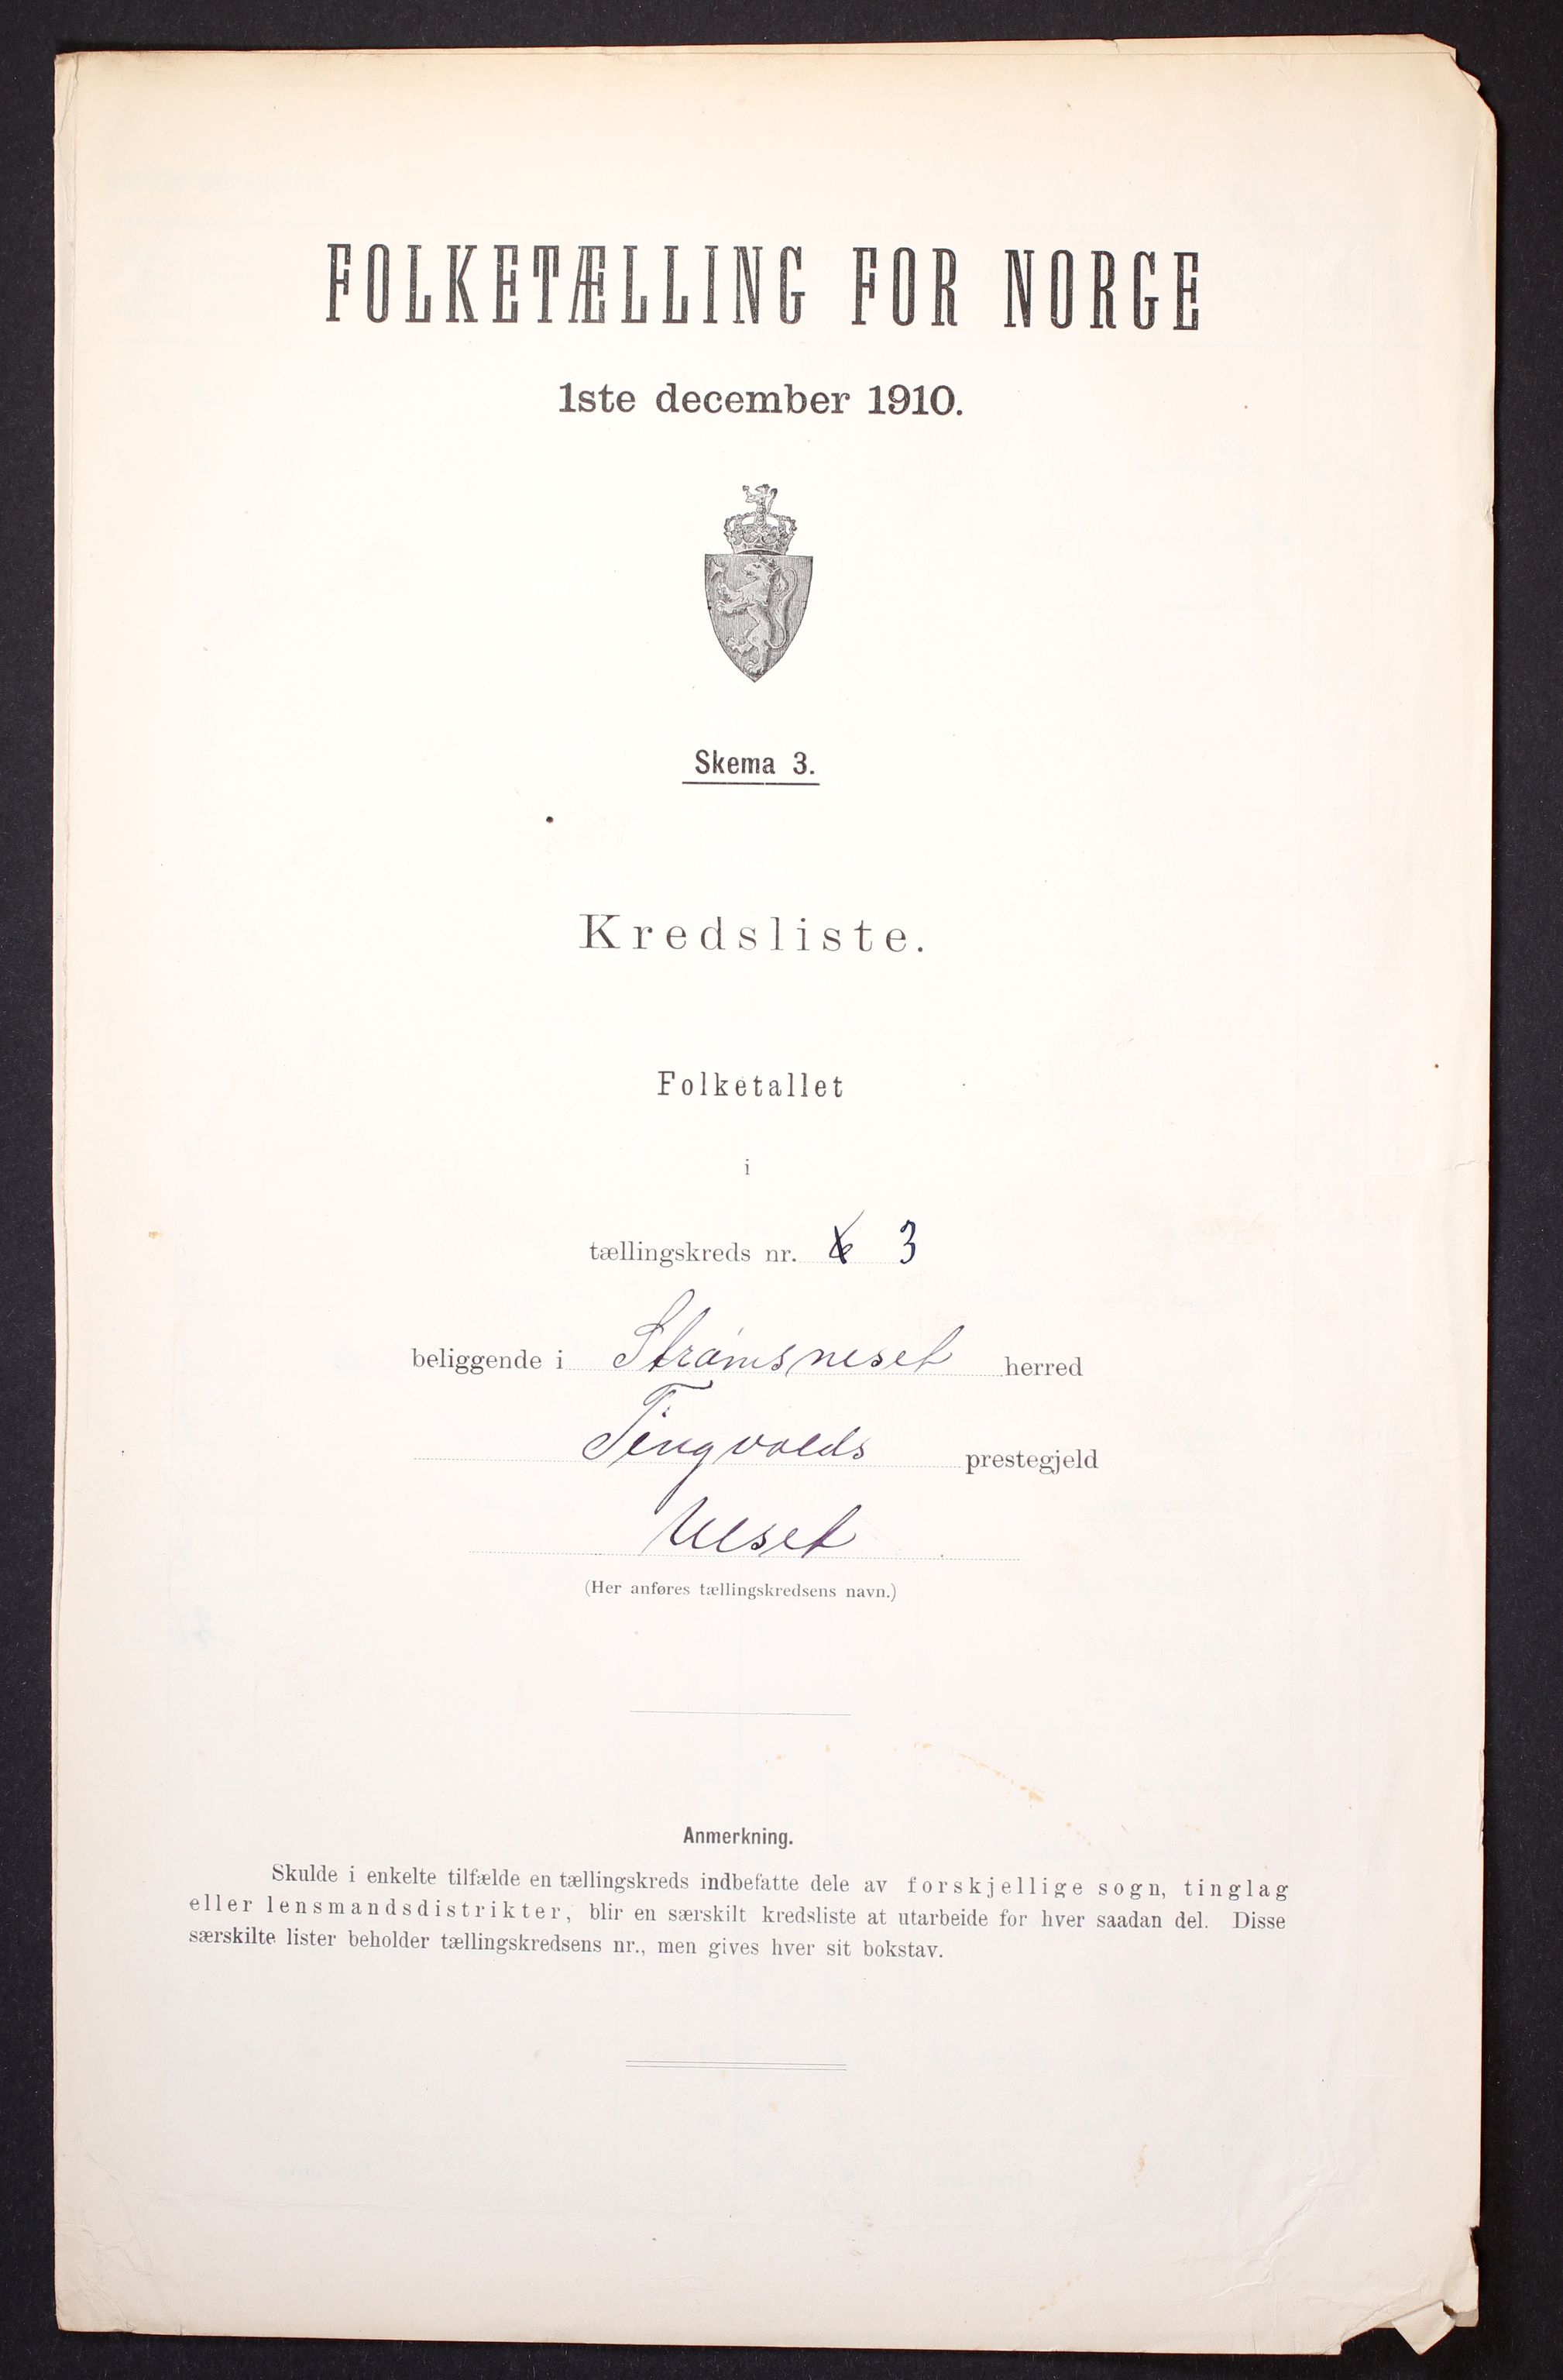 FOLKETÆLLING FOR NORGE
1ste december 1910.
Skema 3.
Kredsliste.
Folketallet
i
tællingskreds nr. 6 3
beliggende i Strømsneset herred
Tingvolds prestegjeld
Ulset
(Her anføres tællingskredsens navn.)
Anmerkning.
Skulde i enkelte tilfælde en tællingskreds indbefatte dele av forskjellige sogn, tinglag
eller lensmandsdistrikter, blir en særskilt kredsliste at utarbeide for hver saadan del. Disse
særskilte lister beholder tællingskredsens nr., men gives hver sit bokstav.